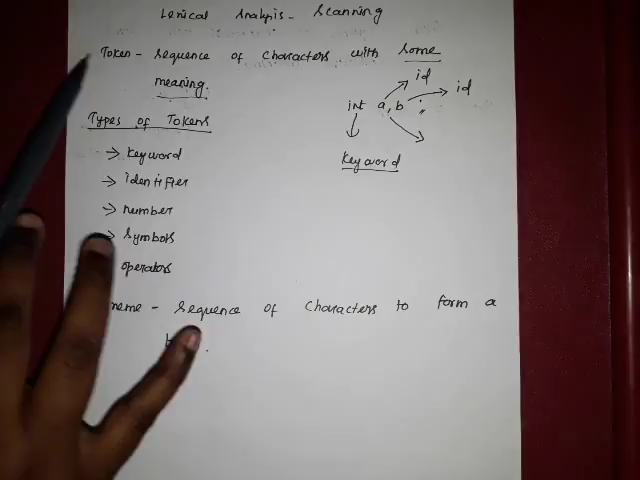 Lexical Analysis - Scanning
Token - Sequence of Characters with Some
meaning.
Types of Tokens
→ Keyword
→ identifier
→ number
→ Symbols
operators
int a, b ;
id
id
Keyword
eme - Sequence of Characters to form a